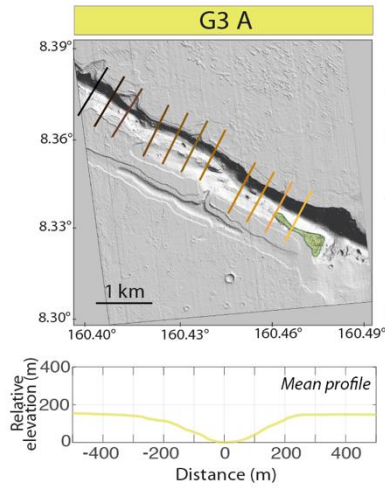 G3 A
8.39°
8.36°
8.33°
8.30°
1 km
160.40° 160.43° 160.46° 160.49°
Relative
elevation (m)
400
200
0
Mean profile
-400 -200 0 200 400
Distance (m)